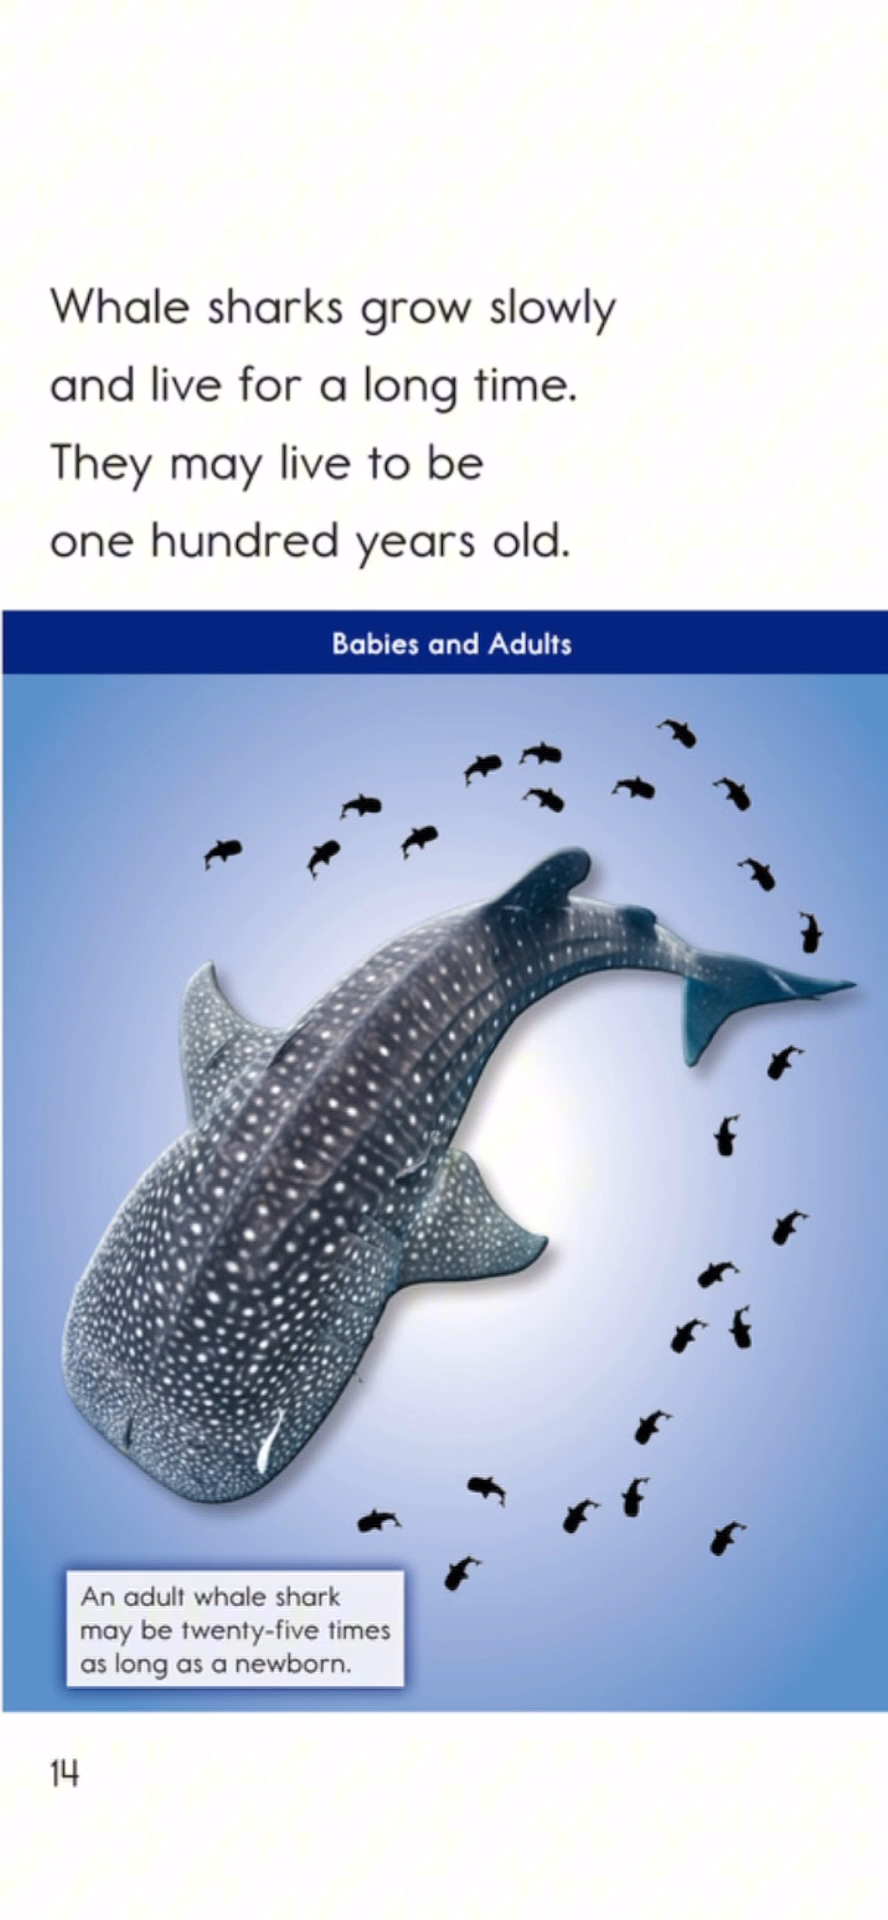 Whale sharks grow slowly
and live for a long time.
They may live to be
one hundred years old.
Babies and Adults
An adult whale shark
may be twenty-five times
as long as a newborn.
14